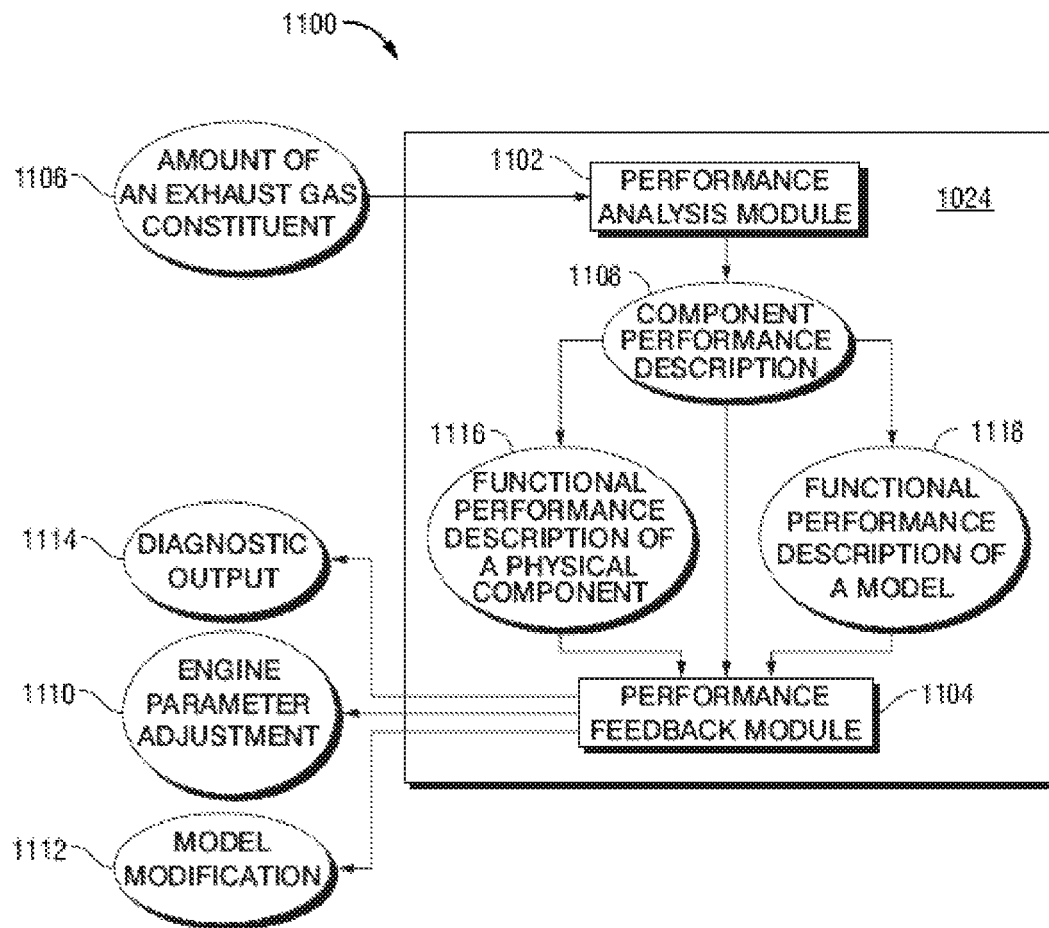 1100
AMOUNT OF
AN EXHAUST GAS
CONSTITUENT
1106
1102
PERFORMANCE
ANALYSIS MODULE
1024
1108
COMPONENT
PERFORMANCE
DESCRIPTION
1116
FUNCTIONAL
PERFORMANCE
DESCRIPTION OF
A PHYSICAL
COMPONENT
1118
FUNCTIONAL
PERFORMANCE
DESCRIPTION OF
A MODEL
1114
DIAGNOSTIC
OUTPUT
1110
ENGINE
PARAMETER
ADJUSTMENT
PERFORMANCE
FEEDBACK MODULE
1104
1112
MODEL
MODIFICATION